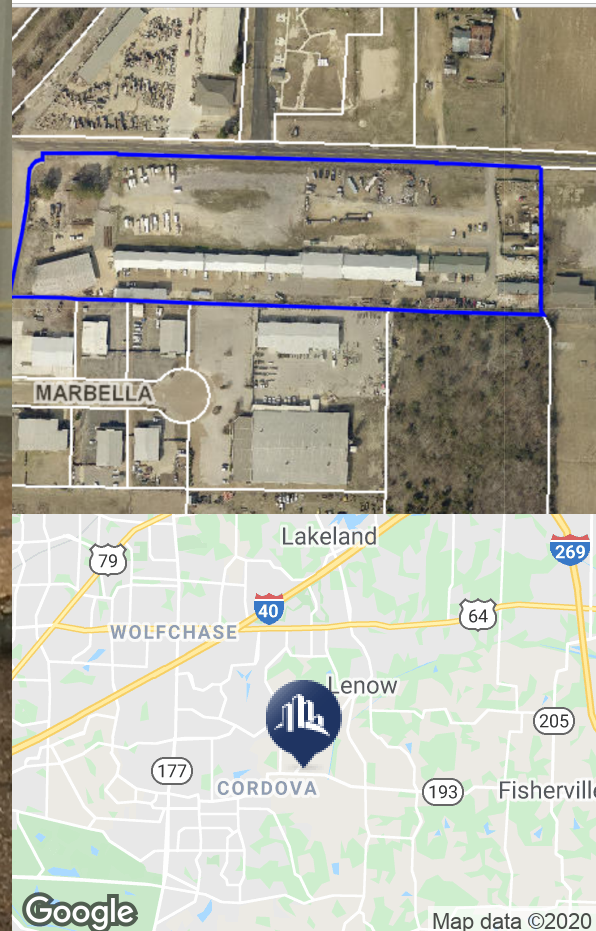 MARBELLA
Lakeland
79
269
40
64
WOLFCHASE
Lenow
205
177
CORDOVA
193
Fisherville
Google
Map data ©2020